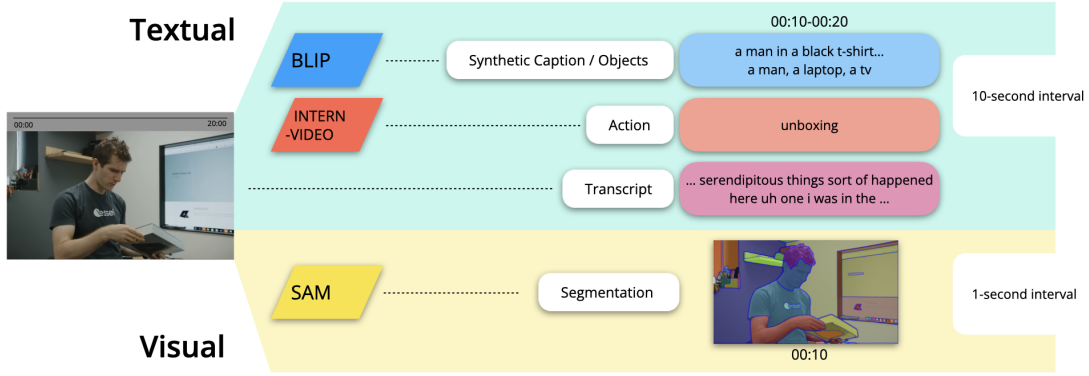 Textual
00:10-00:20
BLIP
Synthetic Caption / Objects
a man in a black t-shirt...
a man, a laptop, a tv
10-second interval
INTERN
-VIDEO
Action
unboxing
00:00
20:00
Transcript
... serendipitous things sort of happened
here uh one i was in the ...
SAM
Segmentation
1-second interval
Visual
00:10